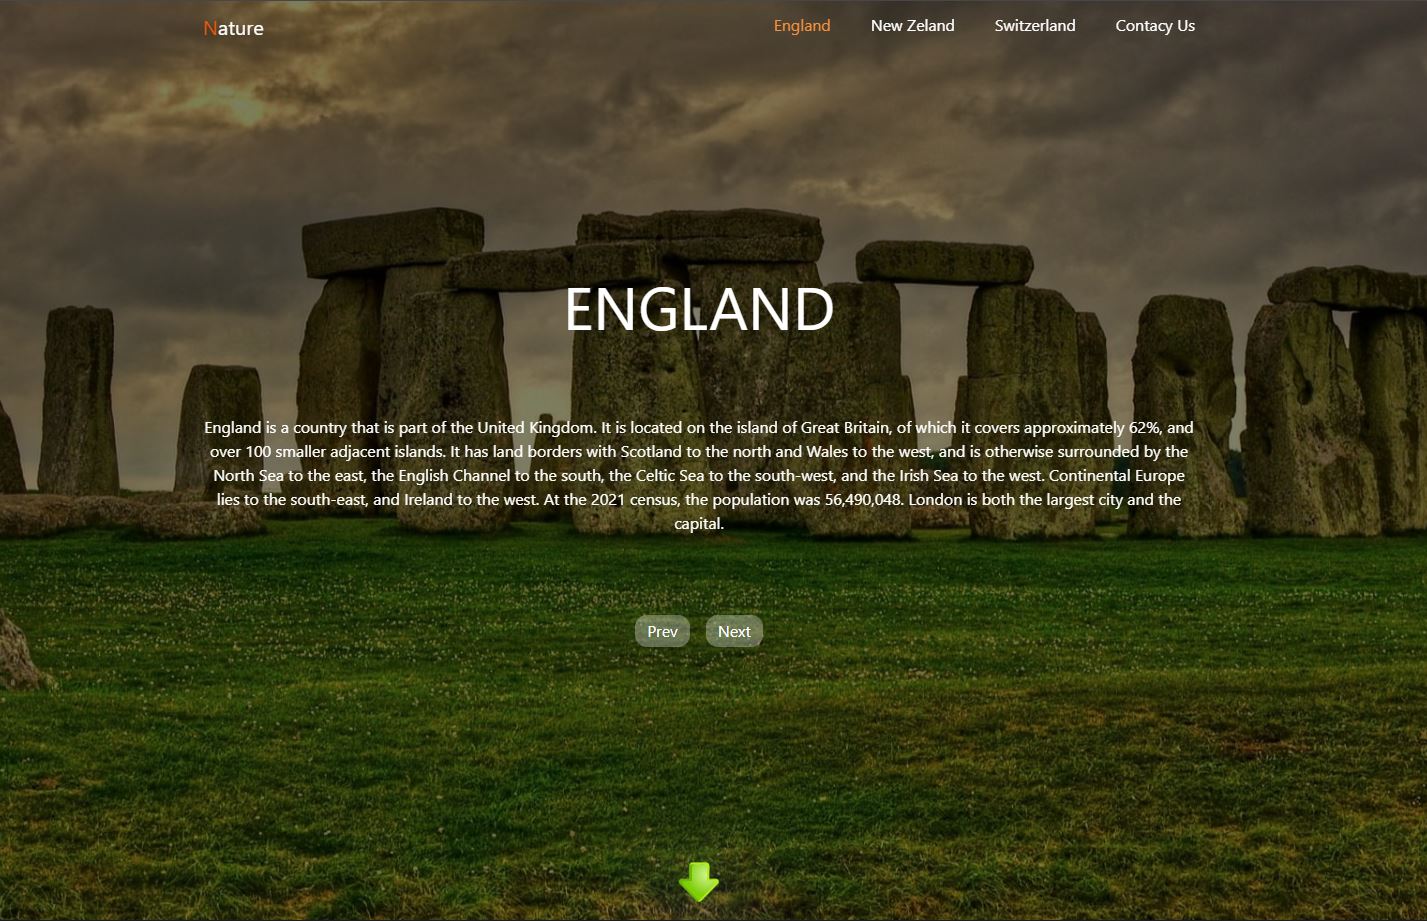 Nature
England New Zeland Switzerland Contacy Us
ENGLAND
England is a country that is part of the United Kingdom. It is located on the island of Great Britain, of which it covers approximately 62%, and
over 100 smaller adjacent islands. It has land borders with Scotland to the north and Wales to the west, and is otherwise surrounded by the
North Sea to the east, the English Channel to the south, the Celtic Sea to the south-west, and the Irish Sea to the west. Continental Europe
lies to the south-east, and Ireland to the west. At the 2021 census, the population was 56,490,048. London is both the largest city and the
capital.
Prev Next